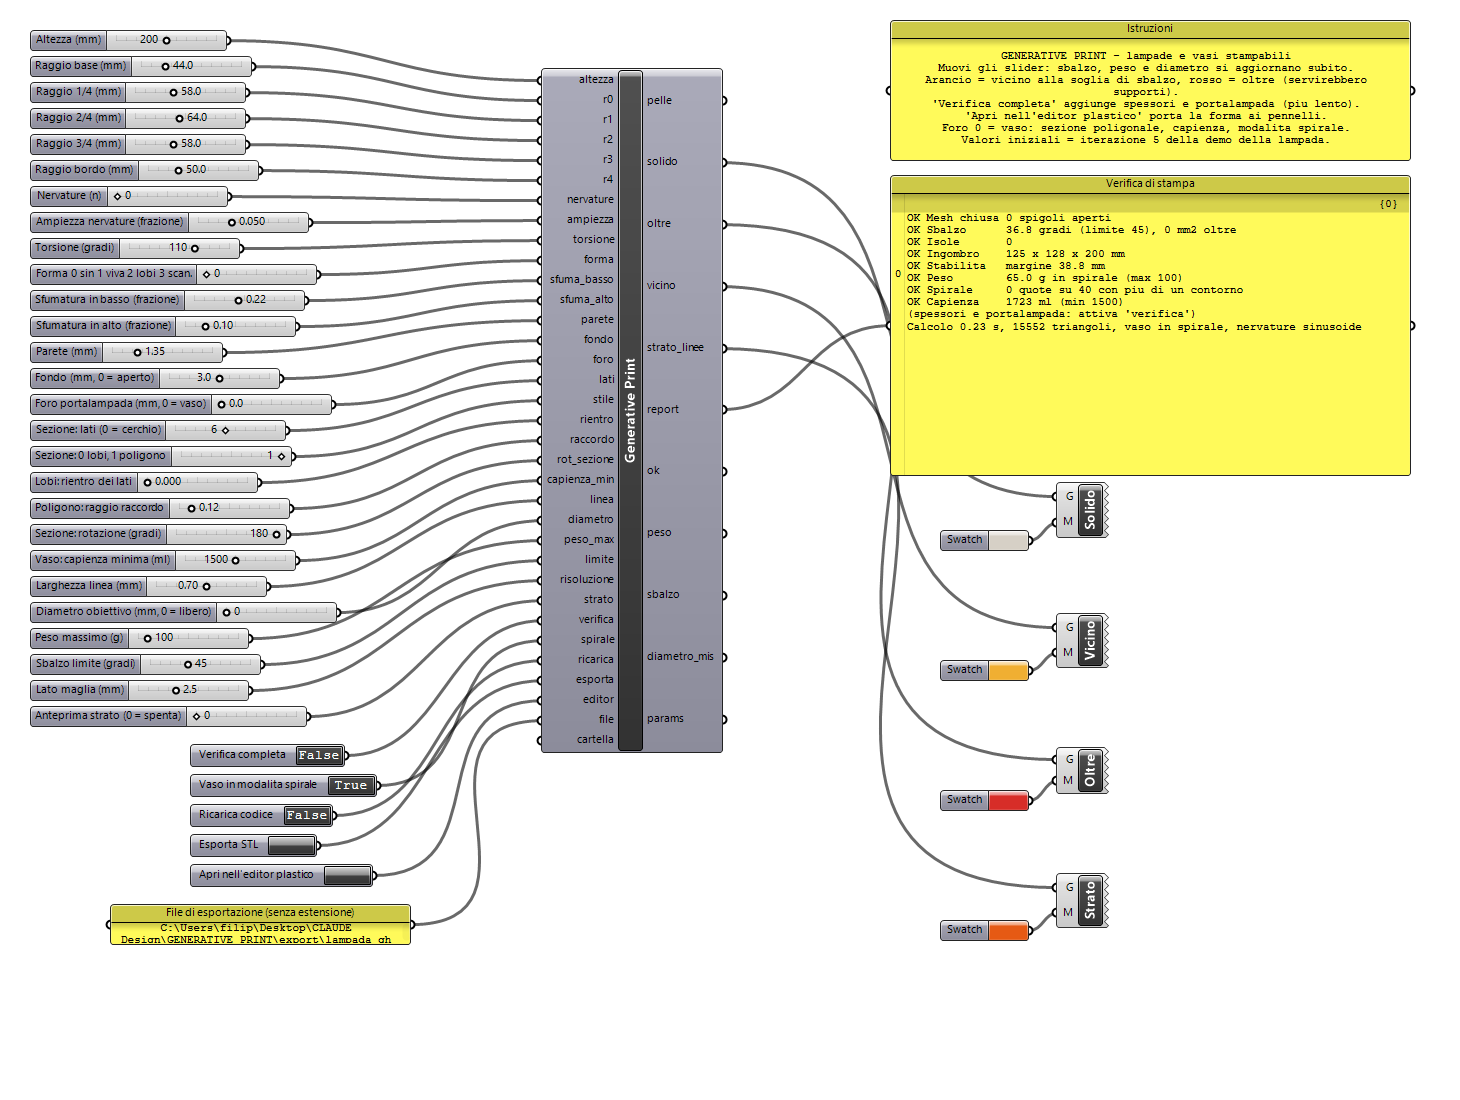 Altezza (mm) 200
Raggio base (mm) 44.0
Raggio 1/4 (mm) 58.0
Raggio 2/4 (mm) 64.0
Raggio 3/4 (mm) 58.0
Raggio bordo (mm) 50.0
Nervature (n) 0
Ampiezza nervature (frazione) 0.050
Torsione (gradi) 110
Forma 0 sin 1 viva 2 lobi 3 scan. 0
Sfumatura in basso (frazione) 0.22
Sfumatura in alto (frazione) 0.10
Parete (mm) 1.35
Fondo (mm, 0 = aperto) 3.0
Foro portalampada (mm, 0 = vaso) 0.0
Sezione: lati (0 = cerchio) 6
Sezione: 0 lobi, 1 poligono 1
Lobi: rientro dei lati 0.000
Poligono: raggio raccordo 0.12
Sezione: rotazione (gradi) 180
Vaso: capienza minima (ml) 1500
Larghezza linea (mm) 0.70
Diametro obiettivo (mm, 0 = libero) 0
Peso massimo (g) 100
Sbalzo limite (gradi) 45
Lato maglia (mm) 2.5
Anteprima strato (0 = spenta) 0
Verifica completa False
Vaso in modalita spirale True
Ricarica codice False
Esporta STL
Apri nell'editor plastico
File di esportazione (senza estensione)
C:\Users\filip\Desktop\CLAUDE
Design\GENERATIVE PRINT\export\lampada_gh
altezza
r0
r1
r2
r3
r4
nervature
ampiezza
torsione
forma
sfuma_basso
sfuma_alto
parete
fondo
foro
lati
stile
rientro
raccordo
rot_sezione
capienza_min
linea
diametro
peso_max
limite
risoluzione
strato
verifica
spirale
ricarica
esporta
editor
file
cartella
Generative Print
pelle
solido
oltre
vicino
strato_linee
report
ok
peso
sbalzo
diametro_mis
params
Istruzioni
GENERATIVE PRINT - lampade e vasi stampabili
Muovi gli slider: sbalzo, peso e diametro si aggiornano subito.
Arancio = vicino alla soglia di sbalzo, rosso = oltre (servirebbero
supporti).
'Verifica completa' aggiunge spessori e portalampada (piu lento).
'Apri nell'editor plastico' porta la forma ai pennelli.
Foro 0 = vaso: sezione poligonale, capienza, modalita spirale.
Valori iniziali = iterazione 5 della demo della lampada.
Verifica di stampa
{0}
0
OK Mesh chiusa 0 spigoli aperti
OK Sbalzo 36.8 gradi (limite 45), 0 mm2 oltre
OK Isole 0
OK Ingombro 125 x 128 x 200 mm
OK Stabilita margine 38.8 mm
OK Peso 65.0 g in spirale (max 100)
OK Spirale 0 quote su 40 con piu di un contorno
OK Capienza 1723 ml (min 1500)
(spessori e portalampada: attiva 'verifica')
Calcolo 0.23 s, 15552 triangoli, vaso in spirale, nervature sinusoide
G
M
Solido
Swatch
G
M
Vicino
Swatch
G
M
Oltre
Swatch
G
M
Strato
Swatch